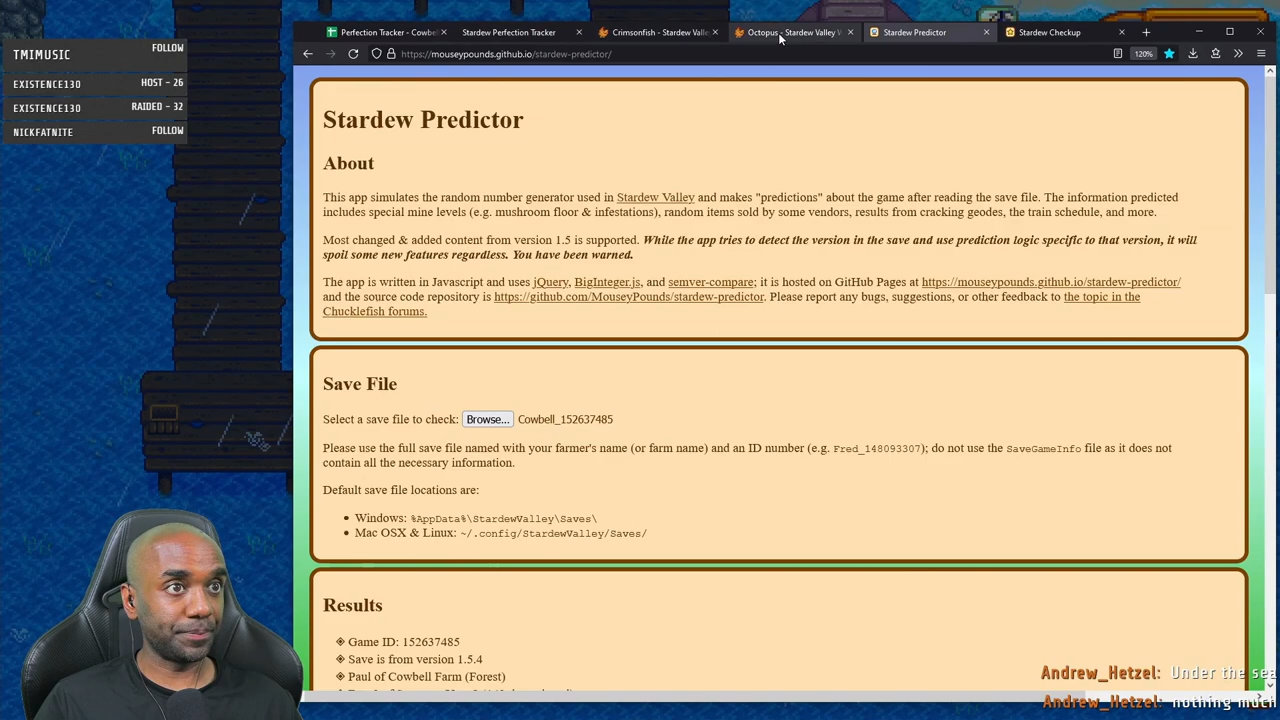 TMIMUSIC FOLLOW
EXISTENCE130 HOST - 26
EXISTENCE130 RAIDED - 32
NICKFATNITE FOLLOW
Perfection Tracker - Cowbe
Stardew Perfection Tracker
Crimsonfish - Stardew Val
Octopus - Stardew Valley W
Stardew Predictor
Stardew Checkup
https://mouseypounds.github.io/stardew-predictor/
120%
Stardew Predictor
About
This app simulates the random number generator used in Stardew Valley and makes "predictions" about the game after reading the save file. The information predicted
includes special mine levels (e.g. mushroom floor & infestations), random items sold by some vendors, results from cracking geodes, the train schedule, and more.
Most changed & added content from version 1.5 is supported. While the app tries to detect the version in the save and use prediction logic specific to that version, it will
spoil some new features regardless. You have been warned.
The app is written in Javascript and uses jQuery, BigInteger.js, and semver-compare; it is hosted on GitHub Pages at https://mouseypounds.github.io/stardew-predictor/
and the source code repository is https://github.com/MouseyPounds/stardew-predictor. Please report any bugs, suggestions, or other feedback to the topic in the
Chucklefish forums.
Save File
Select a save file to check: Browse... Cowbell_152637485
Please use the full save file named with your farmer's name (or farm name) and an ID number (e.g. Fred_148093307); do not use the SaveGameInfo file as it does not
contain all the necessary information.
Default save file locations are:
Windows: %AppData%\StardewValley\Saves\
Mac OSX & Linux: ~/.config/StardewValley/Saves/
Results
Game ID: 152637485
Save is from version 1.5.4
Paul of Cowbell Farm (Forest)
Andrew_Hetzel: Under the sea
Andrew_Hetzel: nothing much